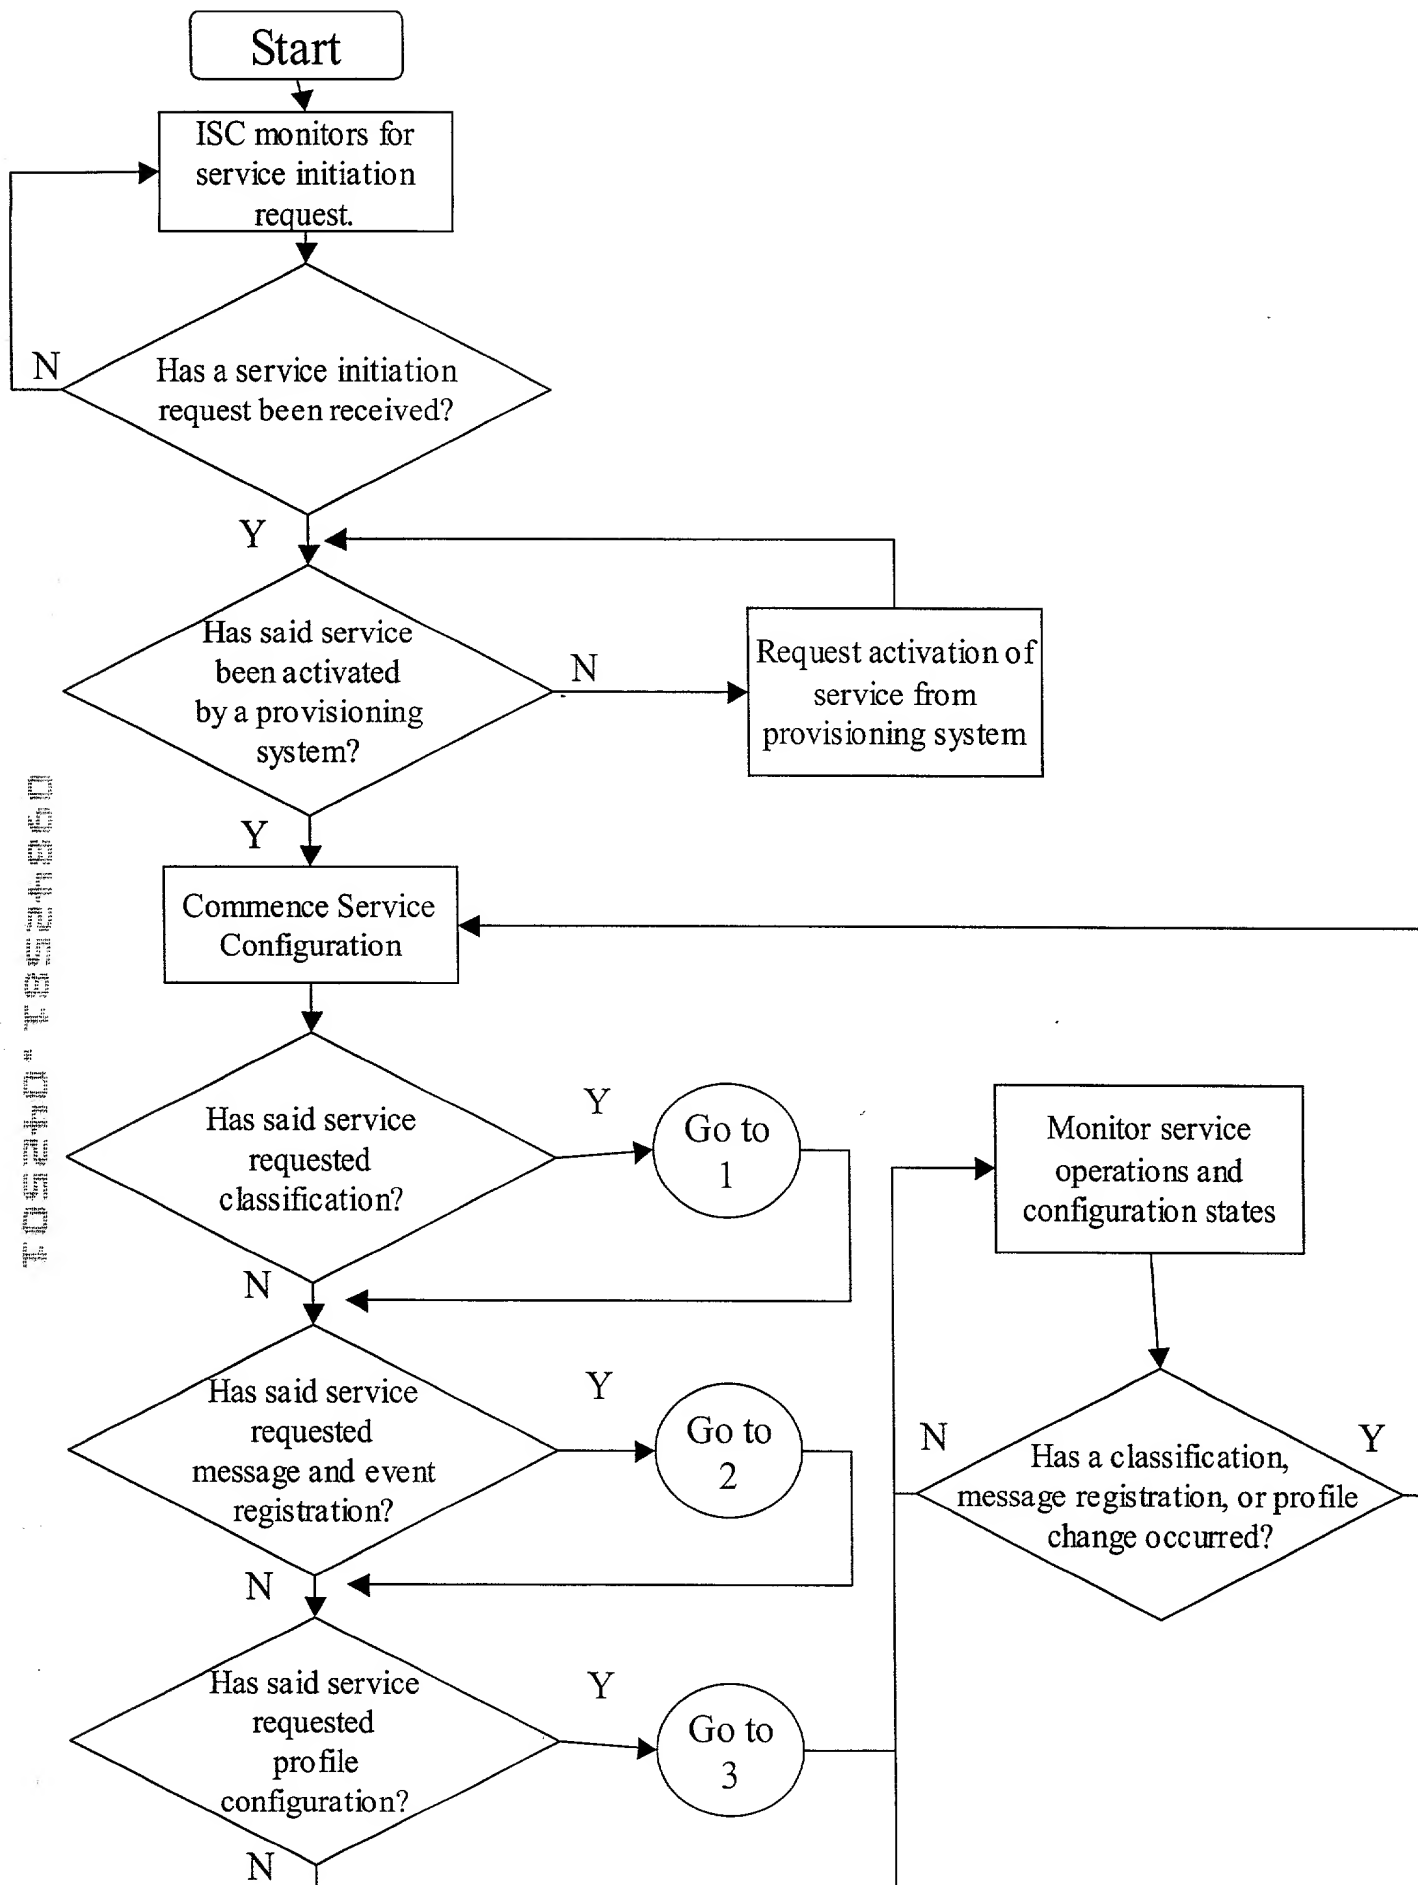 Start
ISC monitors for
service initiation
request.
N
Has a service initiation
request been received?
Y
Has said service
been activated
by a provisioning
system?
N
Request activation of
service from
provisioning system
Y
Commence Service
Configuration
Has said service
requested
classification?
Y
Go to
1
Monitor service
operations and
configuration states
N
Has said service
requested
message and event
registration?
Y
Go to
2
N
Y
Has a classification,
message registration, or profile
change occurred?
N
Has said service
requested
profile
configuration?
Y
Go to
3
N
09842581.042501